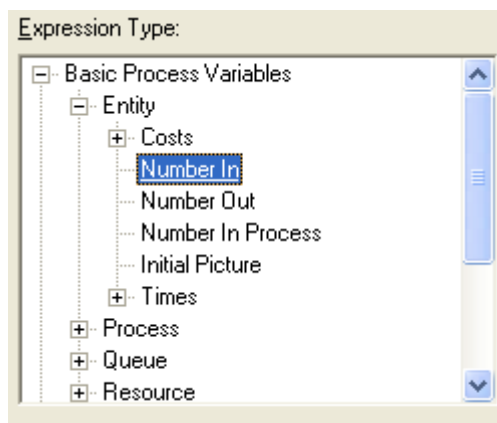 Expression Type:
Basic Process Variables
Entity
Costs
Number In
Number Out
Number In Process
Initial Picture
Times
Process
Queue
Resource